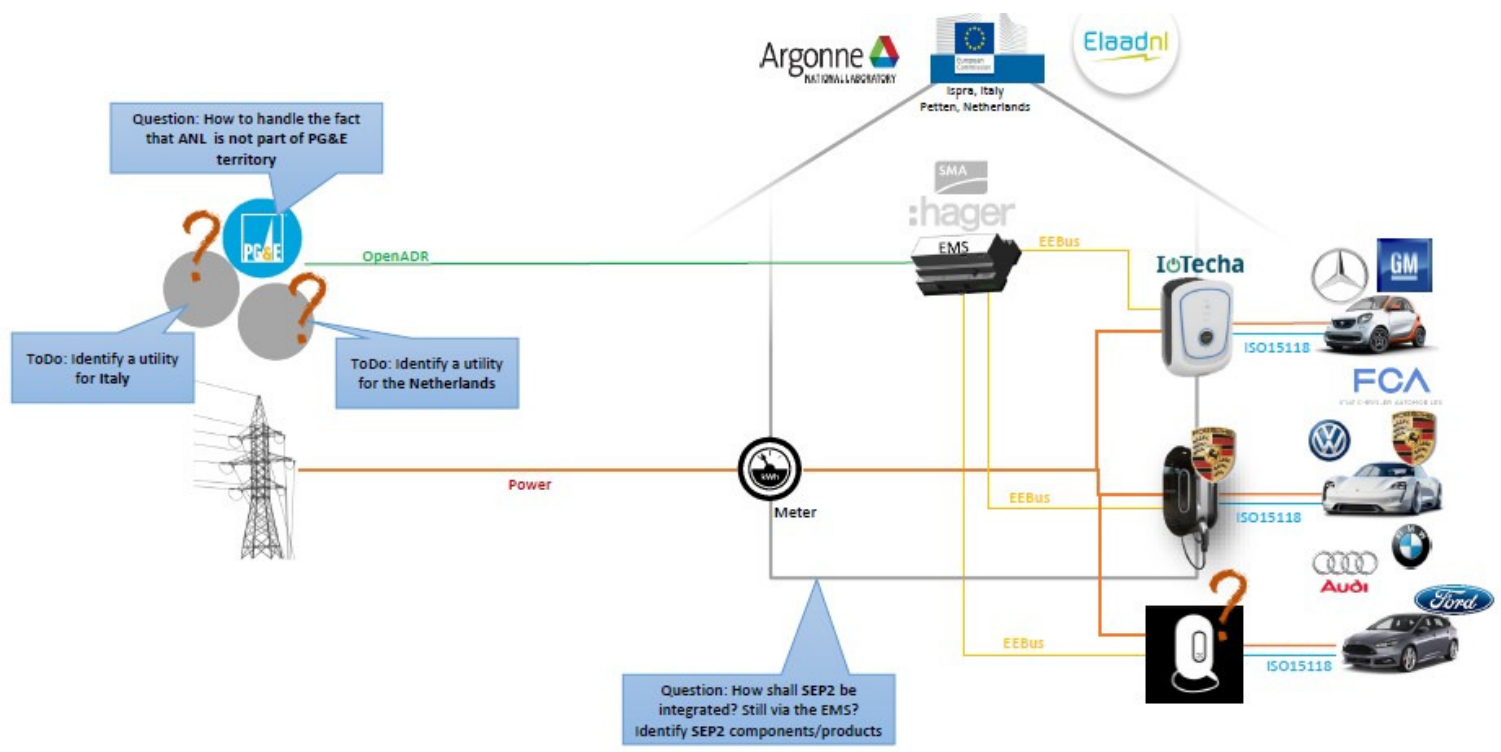 Argonne
NATIONAL LABORATORY
European
Commission
Elaadnl
Ispra, Italy
Petten, Netherlands
Question: How to handle the fact
that ANL is not part of PG&E
territory
PG&E
?
?
SMA
:hager
EMS
OpenADR
EEBus
IoTecha
GM
ISO15118
ToDo: Identify a utility
for Italy
ToDo: Identify a utility
for the Netherlands
FCA
Power
kWh
Meter
EEBus
ISO15118
BMW
Audi
?
Ford
EEBus
ISO15118
Question: How shall SEP2 be
integrated? Still via the EMS?
Identify SEP2 components/products